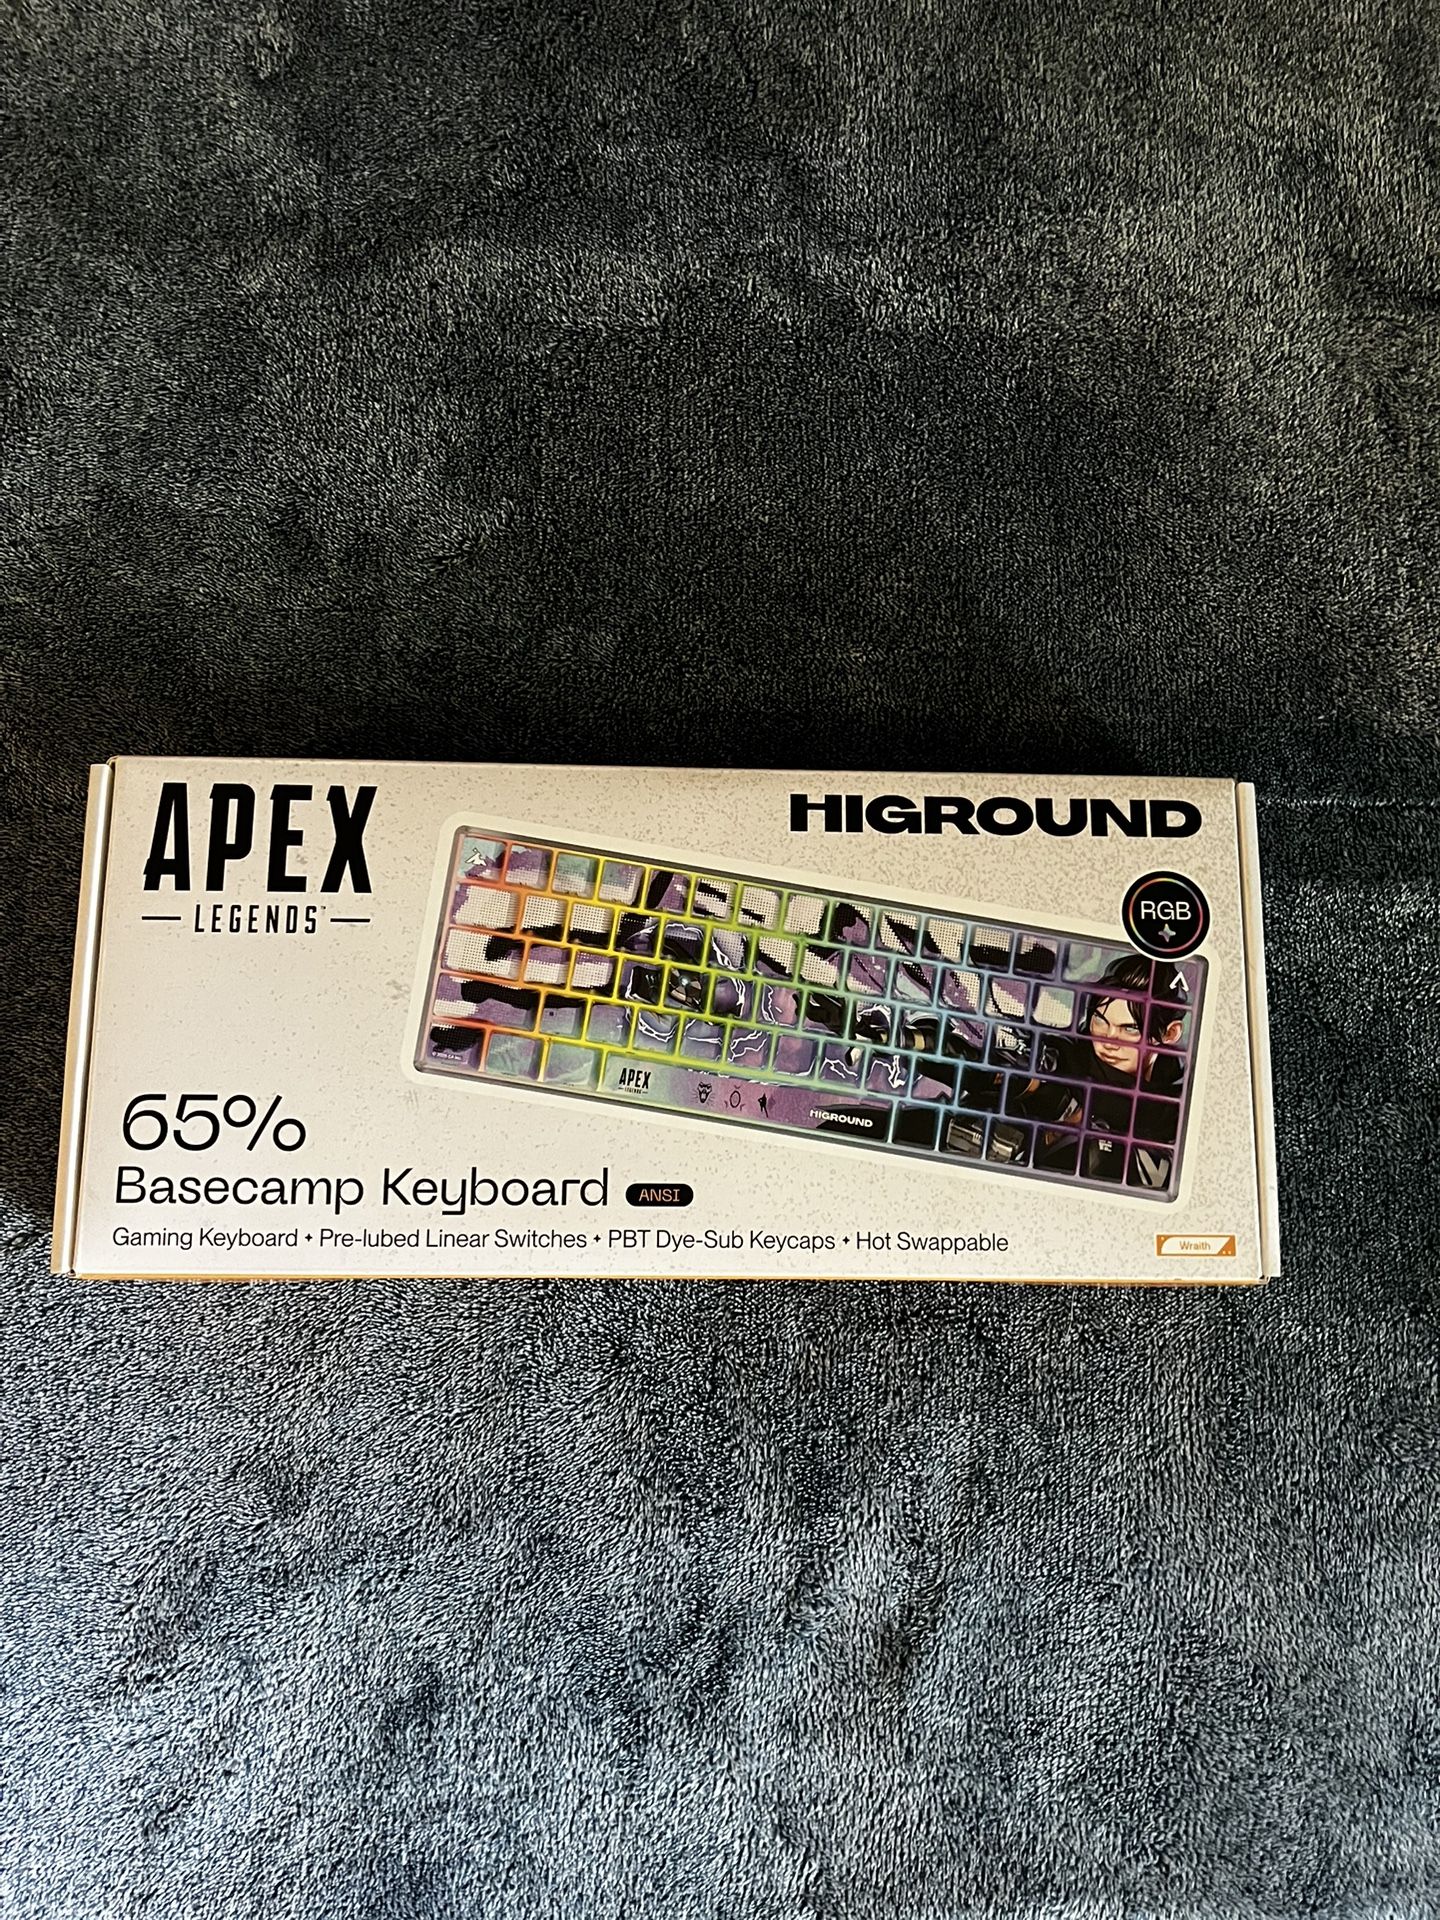 APEX
LEGENDS™
HIGROUND
RGB
APEX
LEGENDS
HIGROUND
65%
Basecamp Keyboard ANSI
Gaming Keyboard + Pre-lubed Linear Switches + PBT Dye-Sub Keycaps + Hot Swappable
Wraith